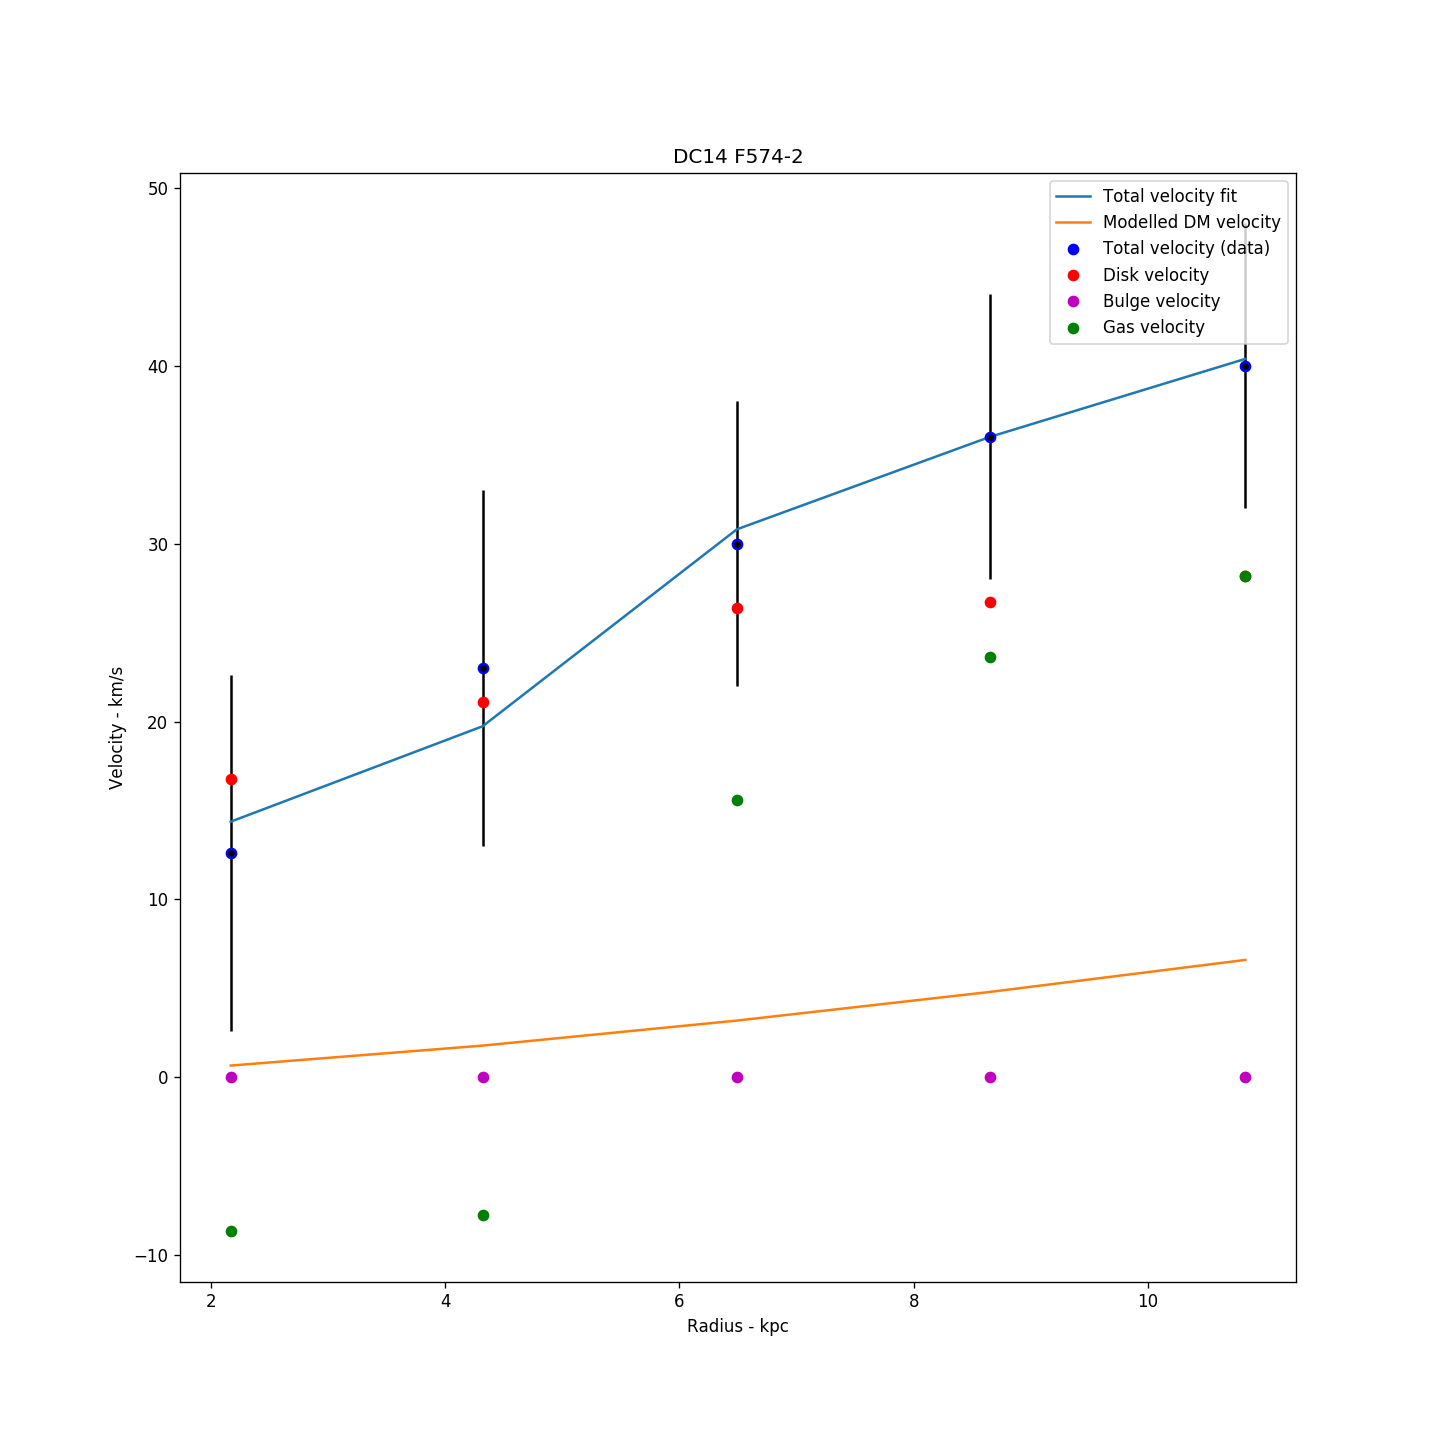 DC14 F574-2
50
40
30
20
10
0
−10
Velocity - km/s
Total velocity fit
Modelled DM velocity
Total velocity (data)
Disk velocity
Bulge velocity
Gas velocity
2 4 6 8 10
Radius - kpc